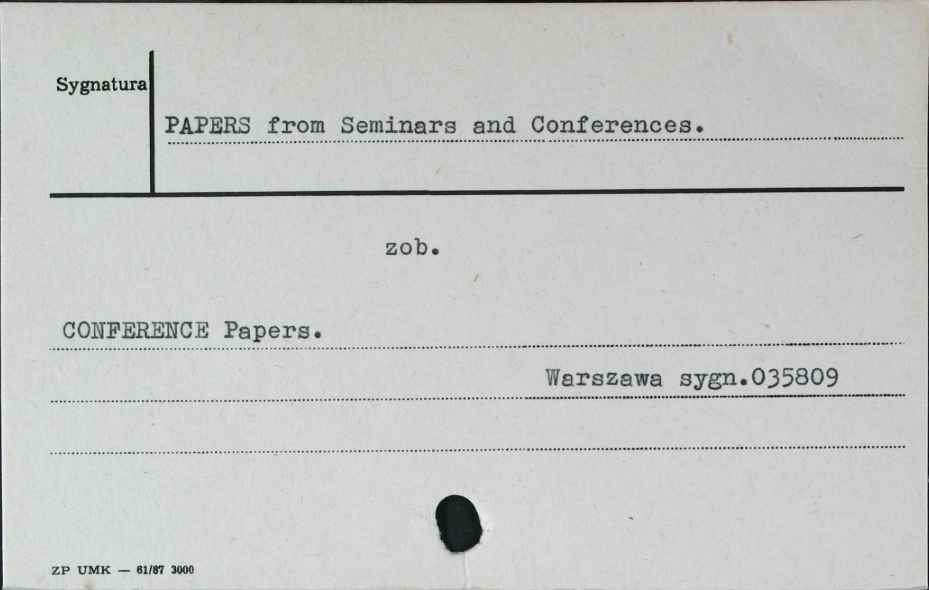 Sygnatura
PAPERS from Seminars and Conferences.
zob.
CONFERENCE Papers.
Warszawa sygn.035809
ZP UMK — 61/87 3000